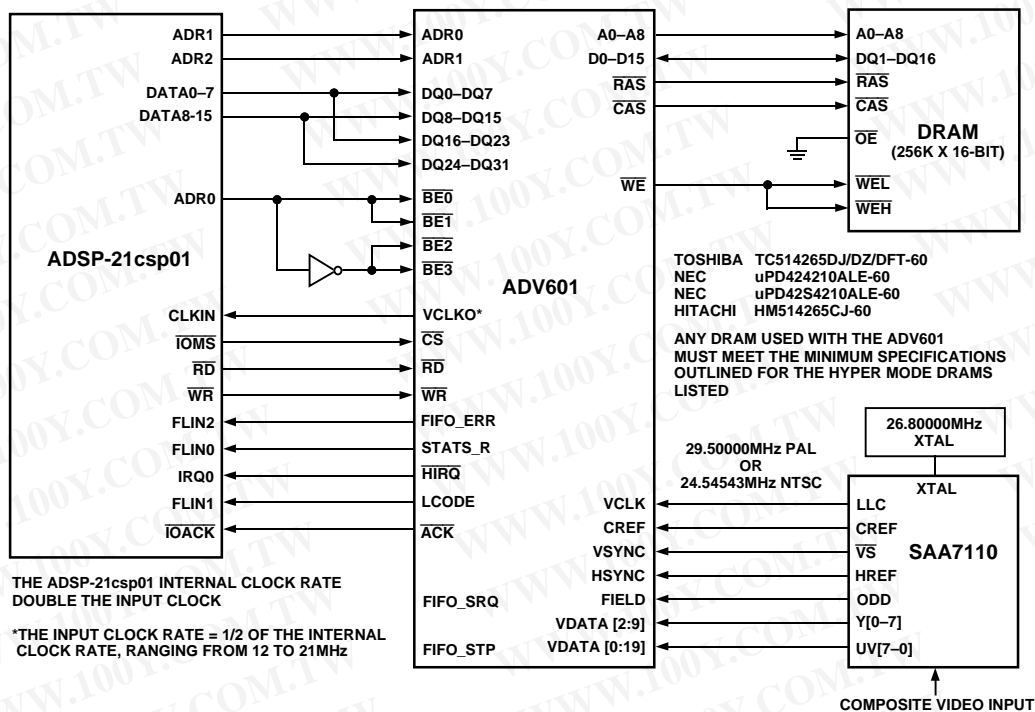 ADSP-21csp01
ADR1
ADR2
DATA0–7
DATA8-15
ADR0
CLKIN
IOMS
RD
WR
FLIN2
FLIN0
IRQ0
FLIN1
IOACK
THE ADSP-21csp01 INTERNAL CLOCK RATE
DOUBLE THE INPUT CLOCK
*THE INPUT CLOCK RATE = 1/2 OF THE INTERNAL
CLOCK RATE, RANGING FROM 12 TO 21MHz
ADV601
ADR0
ADR1
DQ0–DQ7
DQ8–DQ15
DQ16–DQ23
DQ24–DQ31
BE0
BE1
BE2
BE3
VCLKO*
CS
RD
WR
FIFO_ERR
STATS_R
HIRQ
LCODE
ACK
FIFO_SRQ
FIFO_STP
A0–A8
D0–D15
RAS
CAS
WE
VCLK
CREF
VSYNC
HSYNC
FIELD
VDATA [2:9]
VDATA [0:19]
A0–A8
DQ1–DQ16
RAS
CAS
OE
WEL
WEH
DRAM
(256K X 16-BIT)
TOSHIBA TC514265DJ/DZ/DFT-60
NEC uPD424210ALE-60
NEC uPD42S4210ALE-60
HITACHI HM514265CJ-60
ANY DRAM USED WITH THE ADV601
MUST MEET THE MINIMUM SPECIFICATIONS
OUTLINED FOR THE HYPER MODE DRAMS
LISTED
26.80000MHz
XTAL
29.50000MHz PAL
OR
24.54543MHz NTSC
XTAL
LLC
CREF
VS
HREF
ODD
Y[0–7]
UV[7–0]
SAA7110
COMPOSITE VIDEO INPUT
WWW.100Y.COM.TW